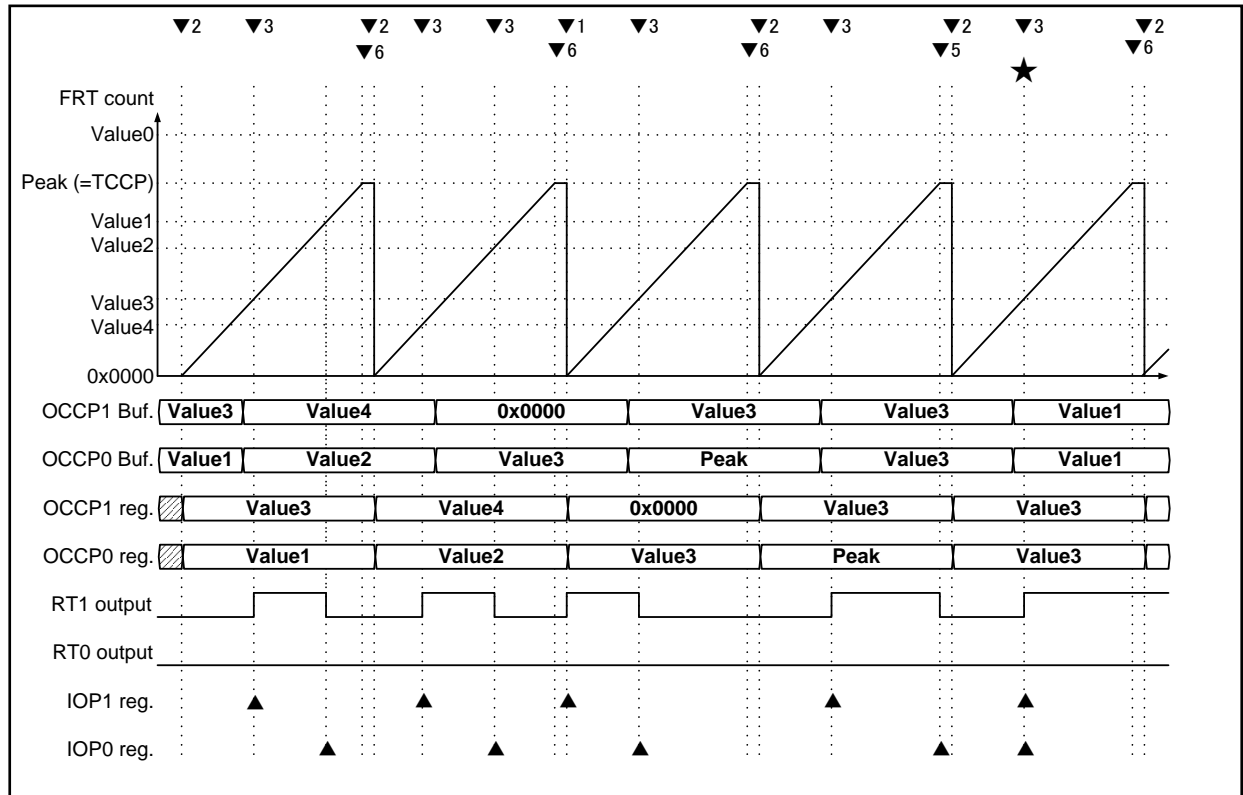 ▼2 ▼3 ▼2 ▼3 ▼3 ▼1 ▼3 ▼2 ▼3 ▼2 ▼3 ▼2
▼6 ▼6 ▼6 ▼5 ★ ▼6
FRT count
Value0
Peak (=TCCP)
Value1
Value2
Value3
Value4
0x0000
OCCP1 Buf. Value3 Value4 0x0000 Value3 Value3 Value1
OCCP0 Buf. Value1 Value2 Value3 Peak Value3 Value1
OCCP1 reg. Value3 Value4 0x0000 Value3 Value3
OCCP0 reg. Value1 Value2 Value3 Peak Value3
RT1 output
RT0 output
IOP1 reg.
IOP0 reg.